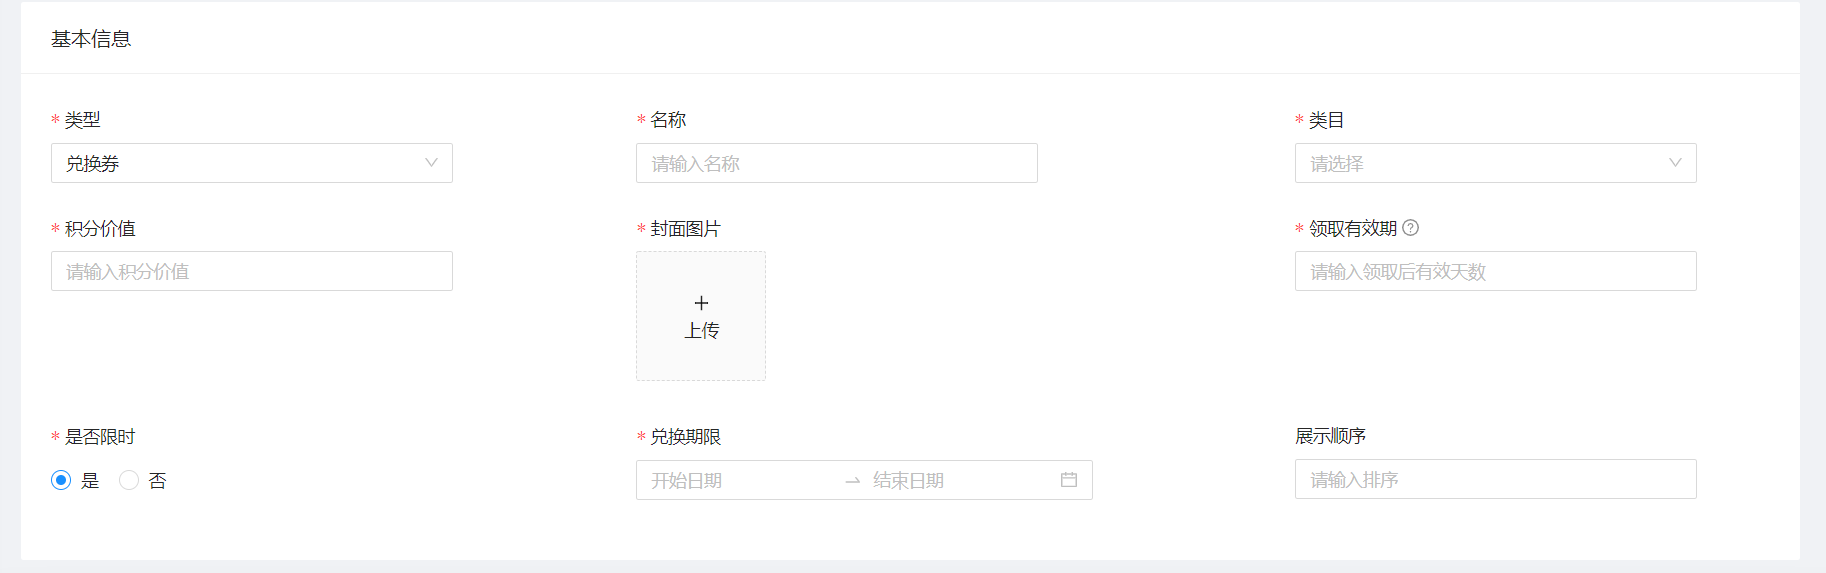 基本信息
* 类型
* 名称
* 类目
兑换券
请输入名称
请选择
* 积分价值
* 封面图片
* 领取有效期
请输入积分价值
请输入领取后有效天数
+
上传
* 是否限时
* 兑换期限
展示顺序
是 否
开始日期 → 结束日期
请输入排序